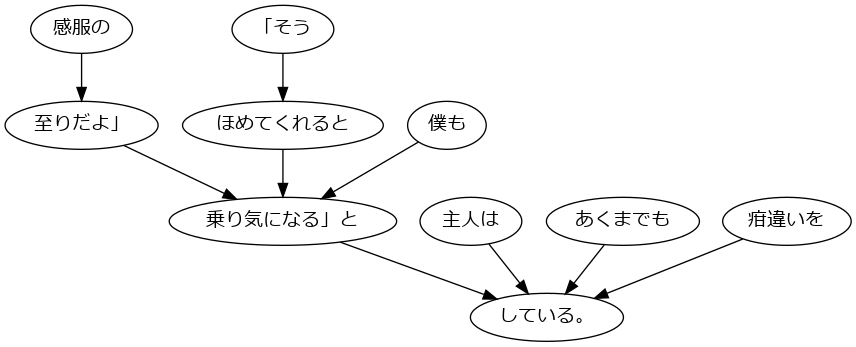 感服の
「そう
至りだよ」
ほめてくれると
僕も
乗り気になる」と
主人は
あくまでも
疳違いを
している。